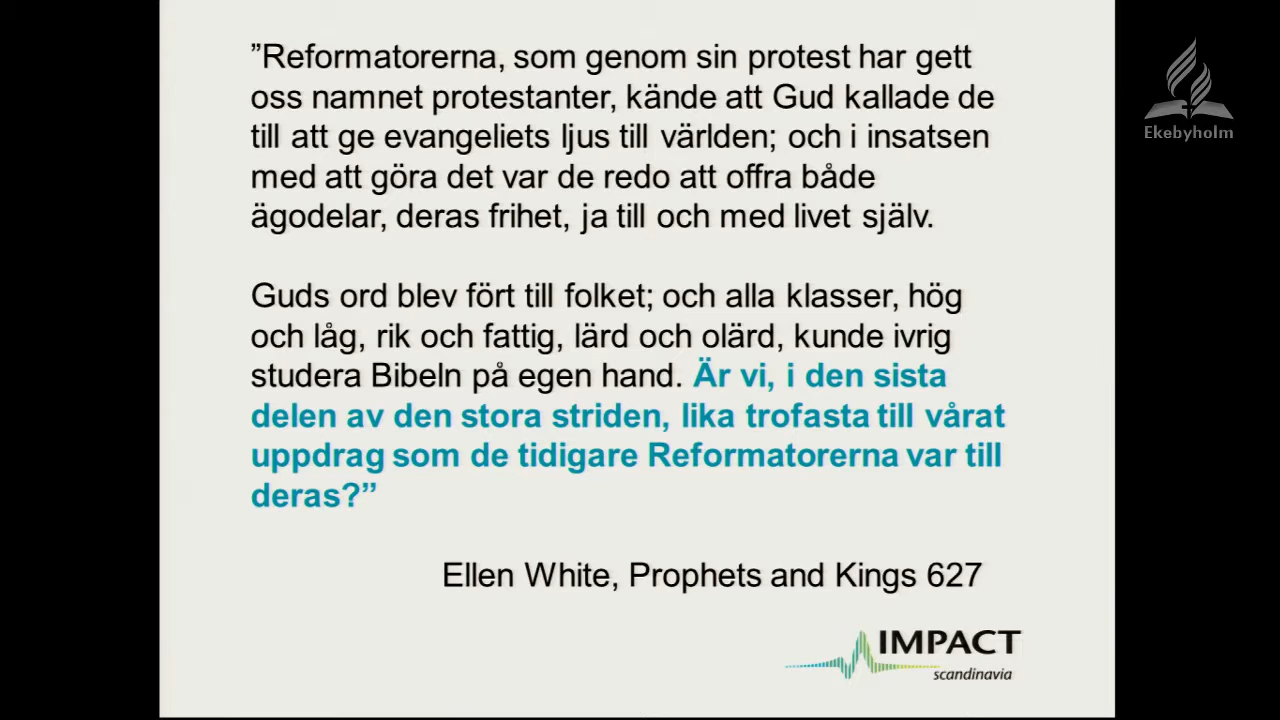 ”Reformatorerna, som genom sin protest har gett
oss namnet protestanter, kände att Gud kallade de
till att ge evangeliets ljus till världen; och i insatsen
med att göra det var de redo att offra både
ägodelar, deras frihet, ja till och med livet själv.
Guds ord blev fört till folket; och alla klasser, hög
och låg, rik och fattig, lärd och olärd, kunde ivrig
studera Bibeln på egen hand. Är vi, i den sista
delen av den stora striden, lika trofasta till vårat
uppdrag som de tidigare Reformatorerna var till
deras?”
Ellen White, Prophets and Kings 627
IMPACT
scandinavia
Ekebyholm